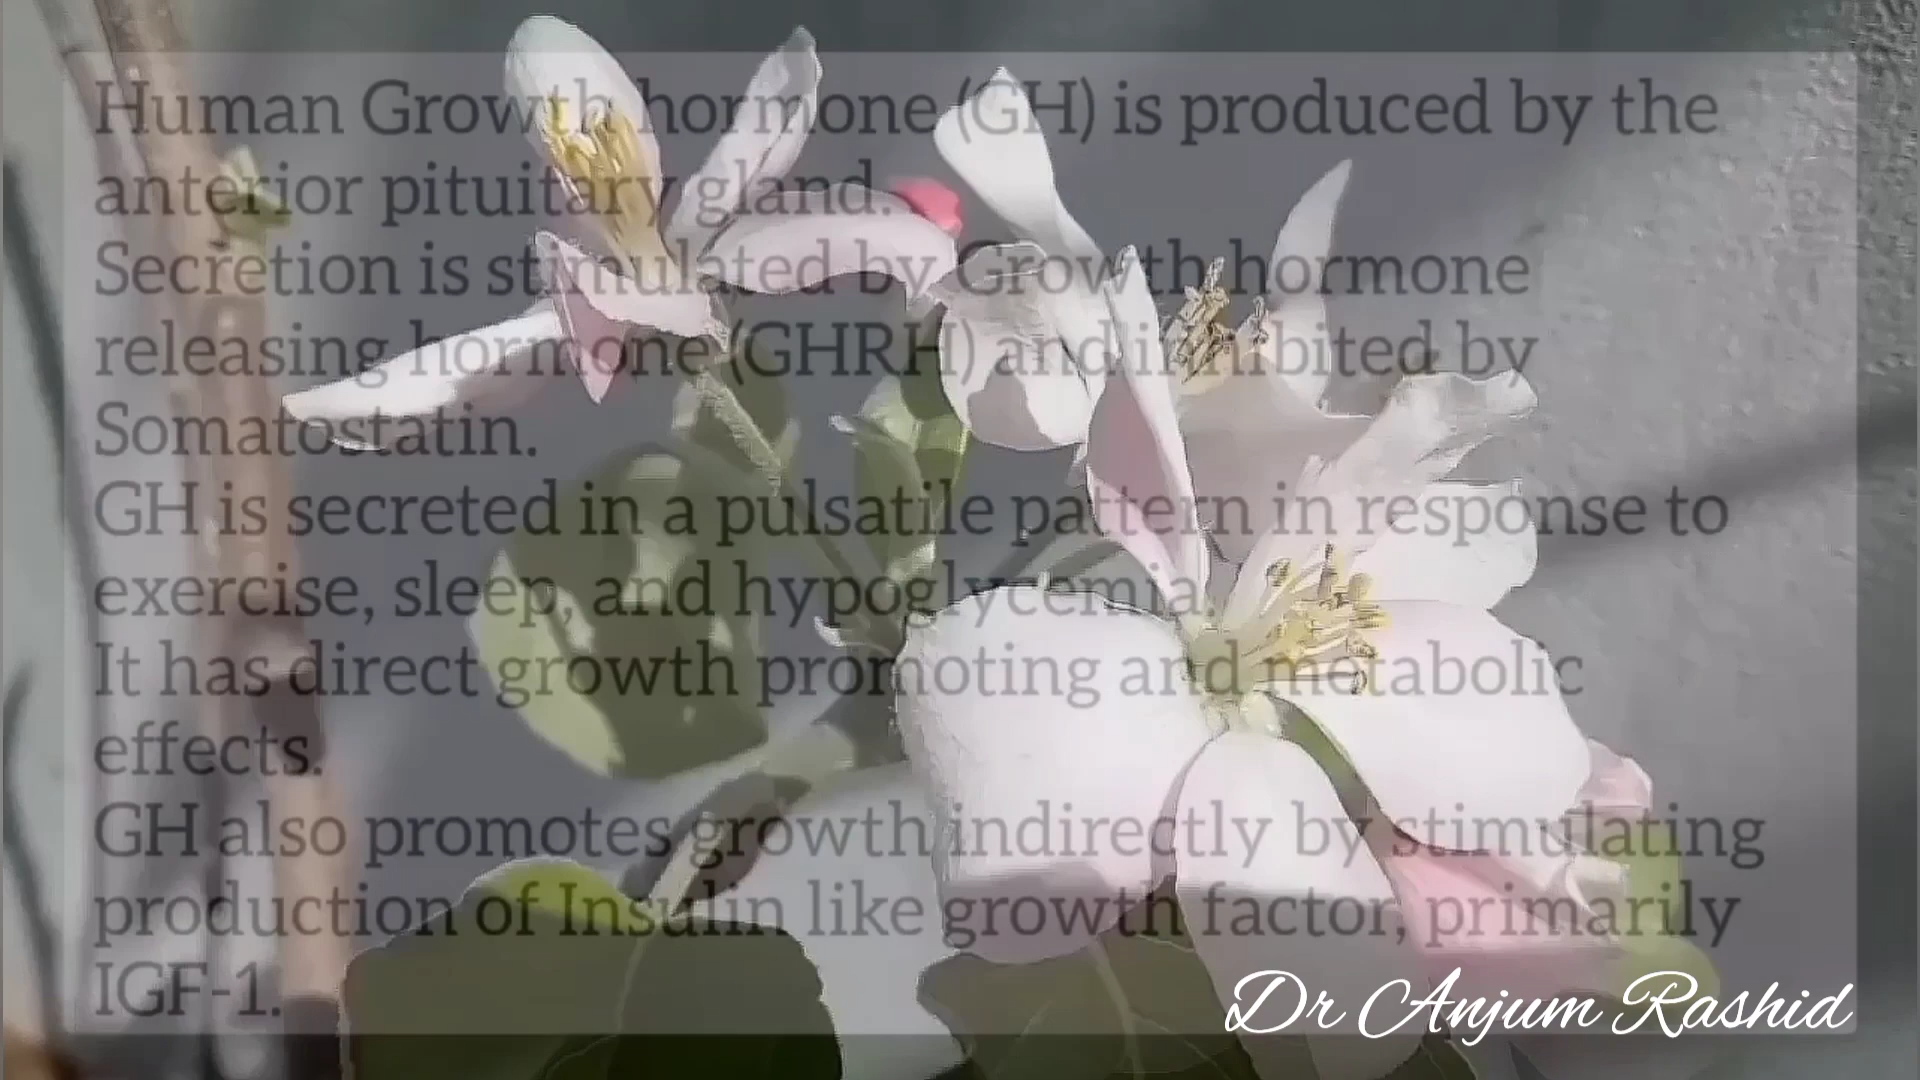 Human Growth hormone (GH) is produced by the
anterior pituitary gland.
Secretion is stimulated by Growth hormone
releasing hormone (GHRH) and inhibited by
Somatostatin.
GH is secreted in a pulsatile pattern in response to
exercise, sleep, and hypoglycemia.
It has direct growth promoting and metabolic
effects.
GH also promotes growth indirectly by stimulating
production of Insulin like growth factor, primarily
IGF-1.
Dr Anjum Rashid